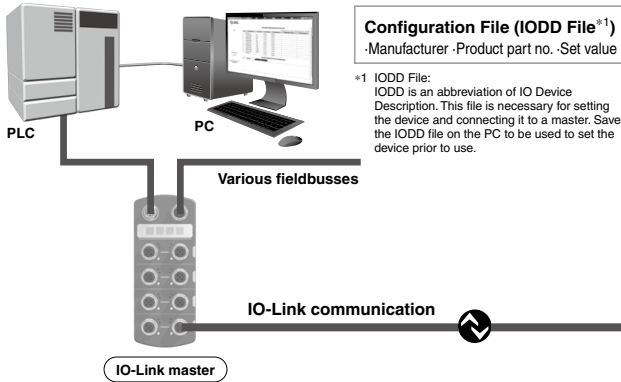 Configuration File (IODD File*1)
·Manufacturer ·Product part no. ·Set value
*1 IODD File:
IODD is an abbreviation of IO Device
Description. This file is necessary for setting
the device and connecting it to a master. Save
the IODD file on the PC to be used to set the
device prior to use.
PLC
PC
Various fieldbusses
IO-Link communication
IO-Link master